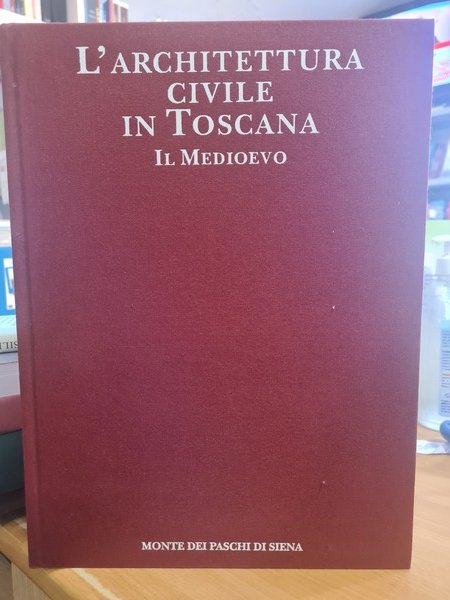 L'ARCHITETTURA
CIVILE
IN TOSCANA
IL MEDIOEVO
MONTE DEI PASCHI DI SIENA